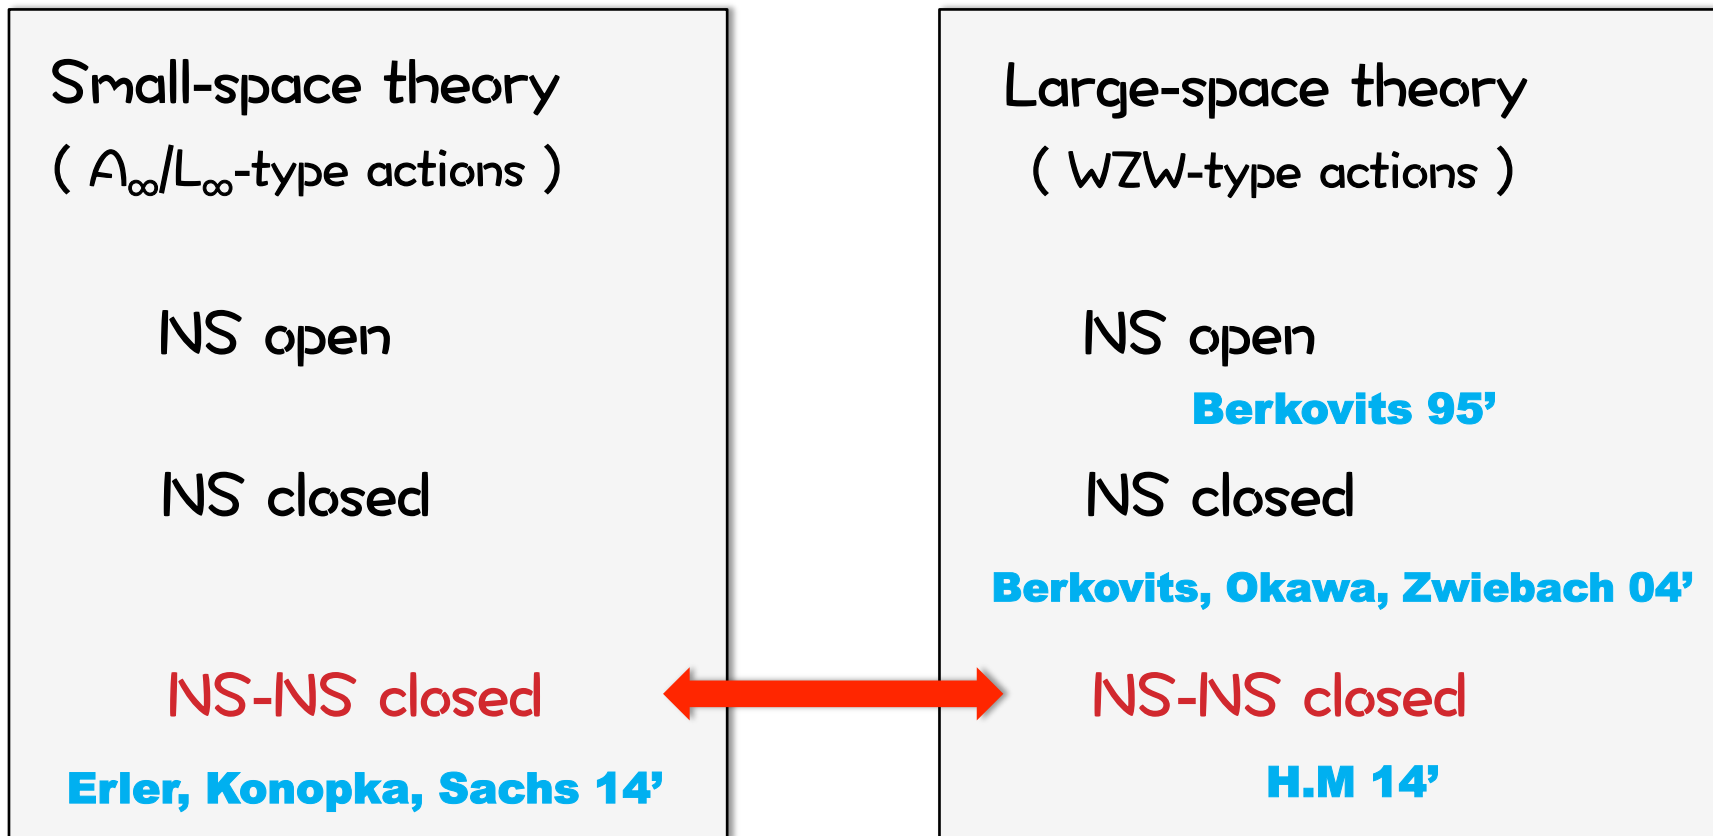 Small-space theory
( A∞/L∞-type actions )
NS open
NS closed
NS-NS closed
Erler, Konopka, Sachs 14’
Large-space theory
( WZW-type actions )
NS open
Berkovits 95’
NS closed
Berkovits, Okawa, Zwiebach 04’
NS-NS closed
H.M 14’